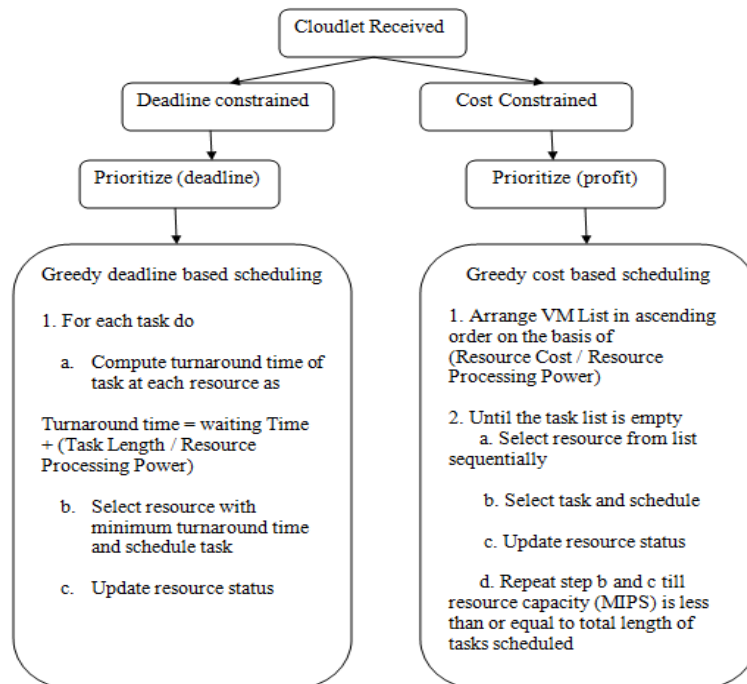 Cloudlet Received
Deadline constrained
Cost Constrained
Prioritize (deadline)
Prioritize (profit)
Greedy deadline based scheduling
1. For each task do
a. Compute turnaround time of
task at each resource as
Turnaround time = waiting Time
+ (Task Length / Resource
Processing Power)
b. Select resource with
minimum turnaround time
and schedule task
c. Update resource status
Greedy cost based scheduling
1. Arrange VM List in ascending
order on the basis of
(Resource Cost / Resource
Processing Power)
2. Until the task list is empty
a. Select resource from list
sequentially
b. Select task and schedule
c. Update resource status
d. Repeat step b and c till
resource capacity (MIPS) is less
than or equal to total length of
tasks scheduled